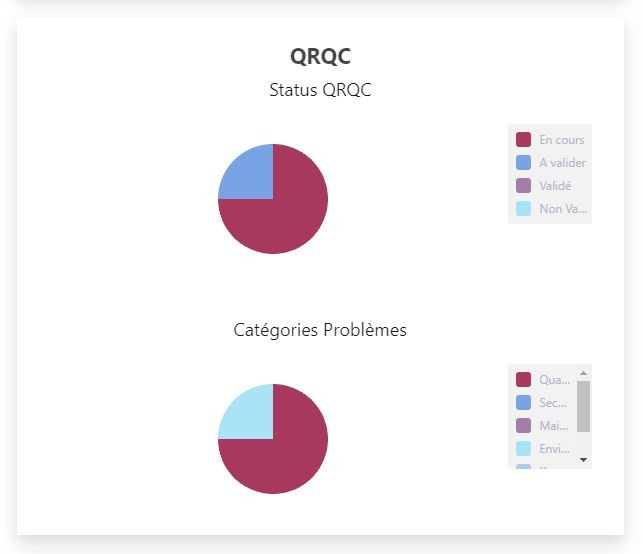 QRQC
Status QRQC
En cours
A valider
Validé
Non Va...
Catégories Problèmes
Qua...
Sec...
Mai...
Envi...